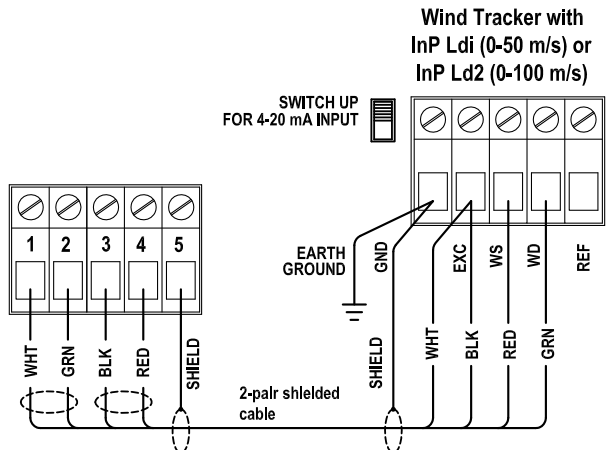 Wind Tracker with
InP Ldi (0-50 m/s) or
InP Ld2 (0-100 m/s)
SWITCH UP
FOR 4-20 mA INPUT
1 2 3 4 5
EARTH
GROUND
GND
EXC
WS
WD
REF
WHT
GRN
BLK
RED
SHIELD
2-pair shielded
cable
SHIELD
WHT
BLK
RED
GRN